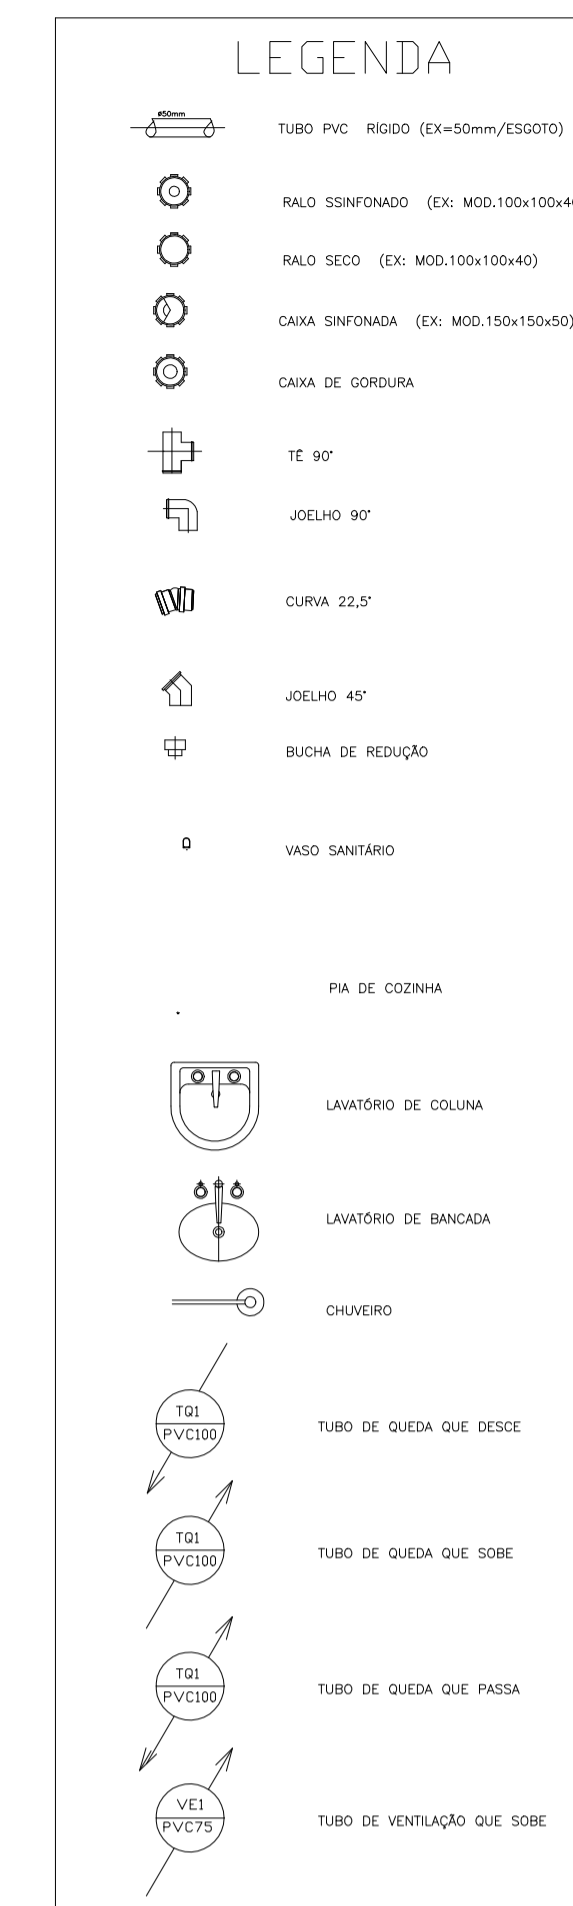 LEGENDA
ø50mm
TUBO PVC RÍGIDO (EX=50mm/ESGOTO)
RALO SSINFONADO (EX: MOD.100x100x40
RALO SECO (EX: MOD.100x100x40)
CAIXA SINFONADA (EX: MOD.150x150x50)
CAIXA DE GORDURA
TÊ 90°
JOELHO 90°
CURVA 22,5°
JOELHO 45°
BUCHA DE REDUÇÃO
VASO SANITÁRIO
PIA DE COZINHA
LAVATÓRIO DE COLUNA
LAVATÓRIO DE BANCADA
CHUVEIRO
TQ1
PVC100
TUBO DE QUEDA QUE DESCE
TQ1
PVC100
TUBO DE QUEDA QUE SOBE
TQ1
PVC100
TUBO DE QUEDA QUE PASSA
VE1
PVC75
TUBO DE VENTILAÇÃO QUE SOBE